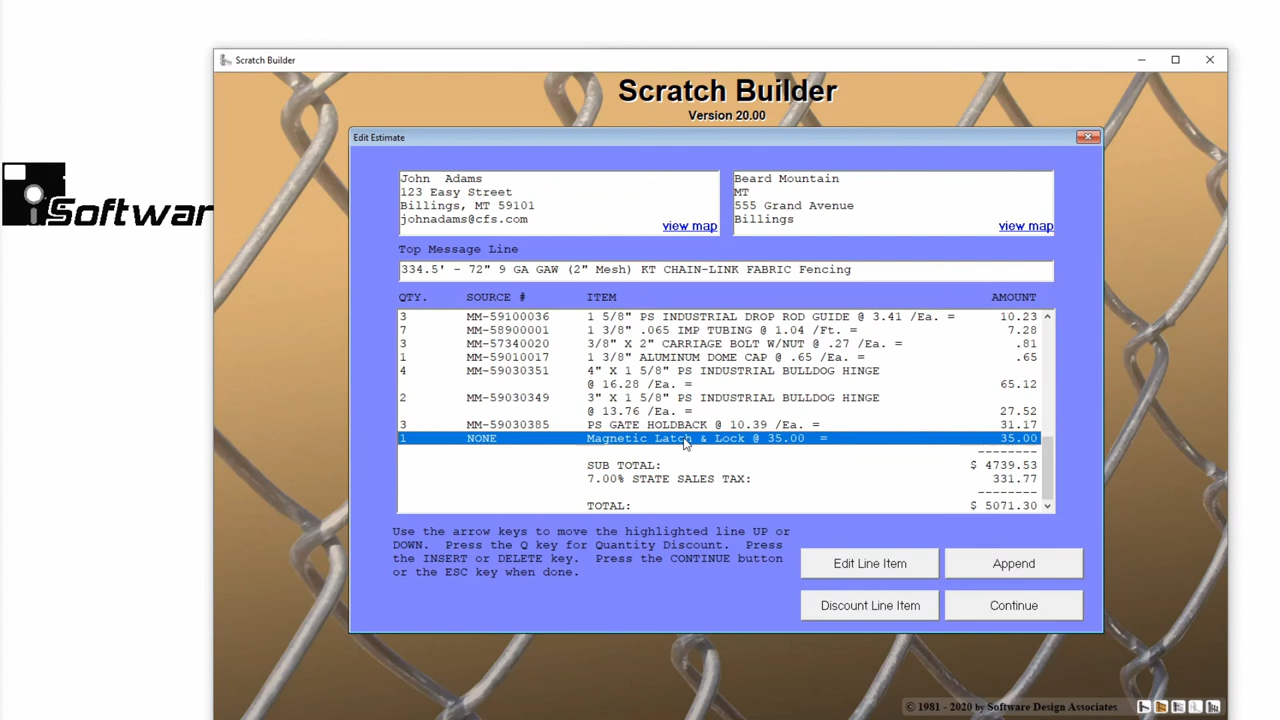 Scratch Builder
Scratch Builder
Version 20.00
Softwar
Edit Estimate
John Adams
123 Easy Street
Billings, MT 59101
johnadams@cfs.com
view map
Beard Mountain
MT
555 Grand Avenue
Billings
view map
Top Message Line
334.5' - 72" 9 GA GAW (2" Mesh) KT CHAIN-LINK FABRIC Fencing
QTY. SOURCE # ITEM AMOUNT
3 MM-59100036 1 5/8" PS INDUSTRIAL DROP ROD GUIDE @ 3.41 /Ea. = 10.23
7 MM-58900001 1 3/8" .065 IMP TUBING @ 1.04 /Ft. = 7.28
3 MM-57340020 3/8" X 2" CARRIAGE BOLT W/NUT @ .27 /Ea. = .81
1 MM-59010017 1 3/8" ALUMINUM DOME CAP @ .65 /Ea. = .65
4 MM-59030351 4" X 1 5/8" PS INDUSTRIAL BULLDOG HINGE
@ 16.28 /Ea. = 65.12
2 MM-59030349 3" X 1 5/8" PS INDUSTRIAL BULLDOG HINGE
@ 13.76 /Ea. = 27.52
3 MM-59030385 PS GATE HOLDBACK @ 10.39 /Ea. = 31.17
1 NONE Magnetic Latch & Lock @ 35.00 = 35.00
--------
SUB TOTAL: $ 4739.53
7.00% STATE SALES TAX: 331.77
--------
TOTAL: $ 5071.30
Use the arrow keys to move the highlighted line UP or
DOWN. Press the Q key for Quantity Discount. Press
the INSERT or DELETE key. Press the CONTINUE button
or the ESC key when done.
Edit Line Item
Append
Discount Line Item
Continue
© 1981 - 2020 by Software Design Associates